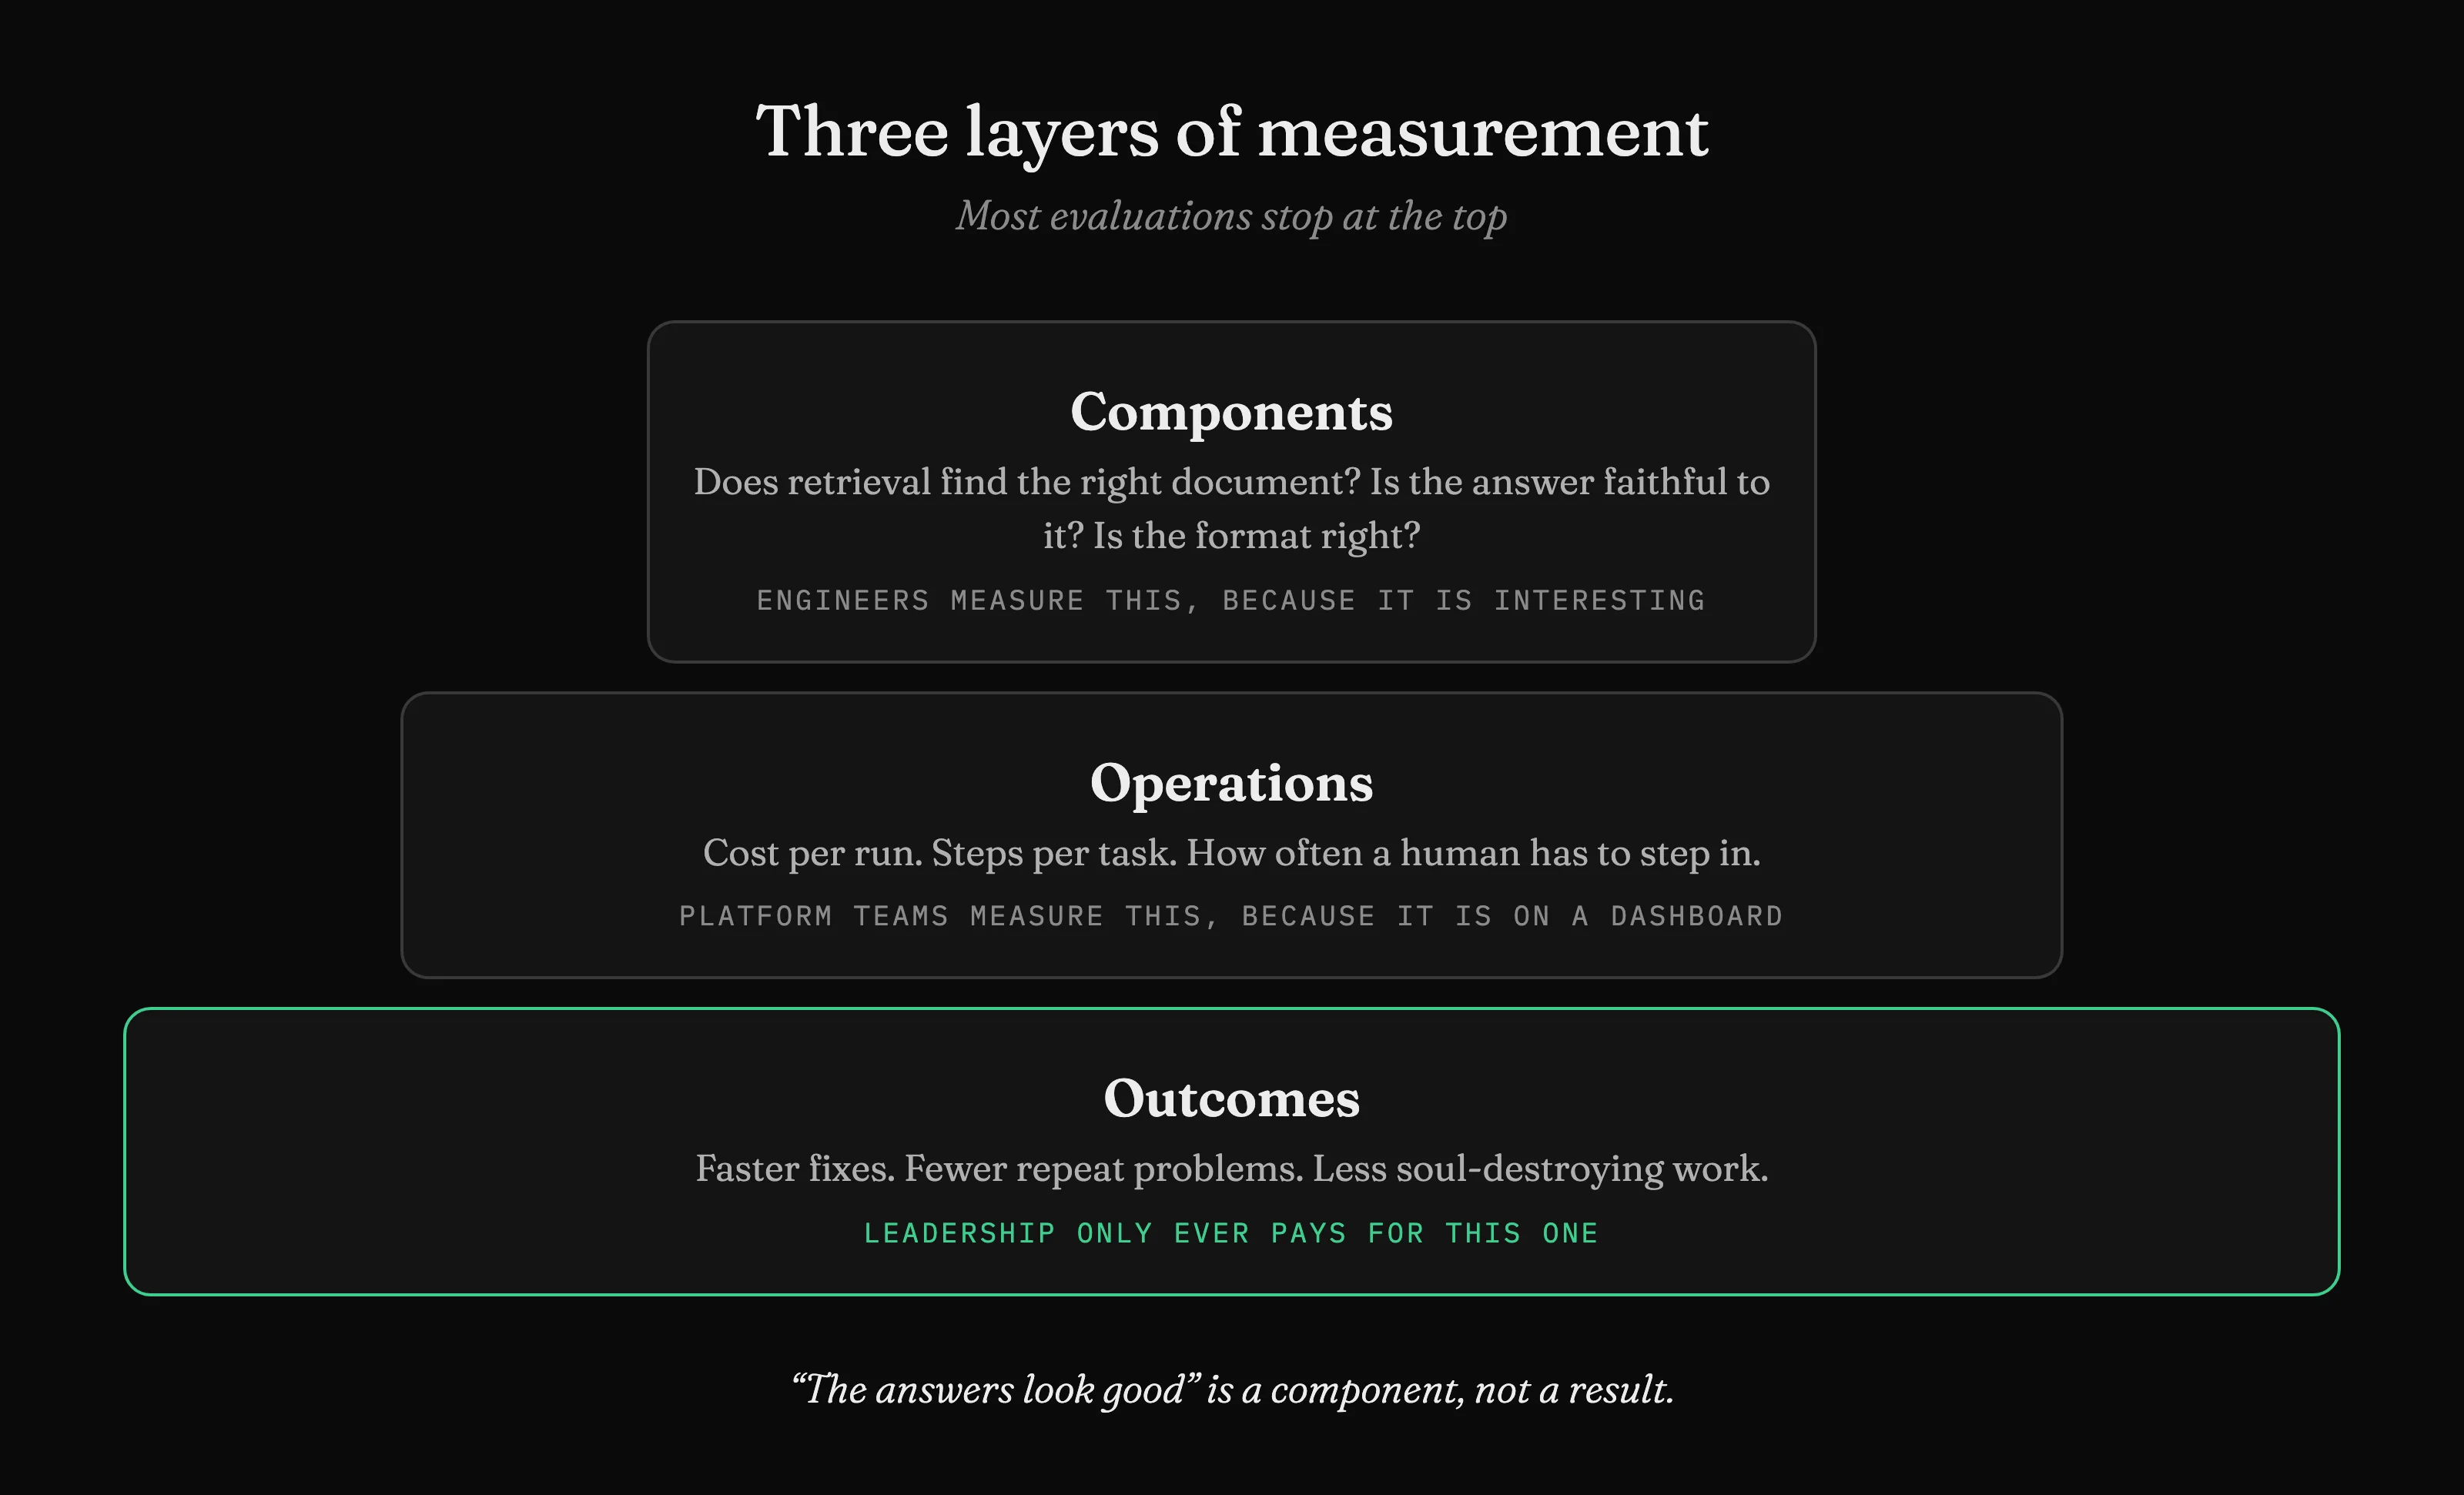 Three layers of measurement
Most evaluations stop at the top
Components
Does retrieval find the right document? Is the answer faithful to
it? Is the format right?
ENGINEERS MEASURE THIS, BECAUSE IT IS INTERESTING
Operations
Cost per run. Steps per task. How often a human has to step in.
PLATFORM TEAMS MEASURE THIS, BECAUSE IT IS ON A DASHBOARD
Outcomes
Faster fixes. Fewer repeat problems. Less soul-destroying work.
LEADERSHIP ONLY EVER PAYS FOR THIS ONE
“The answers look good” is a component, not a result.